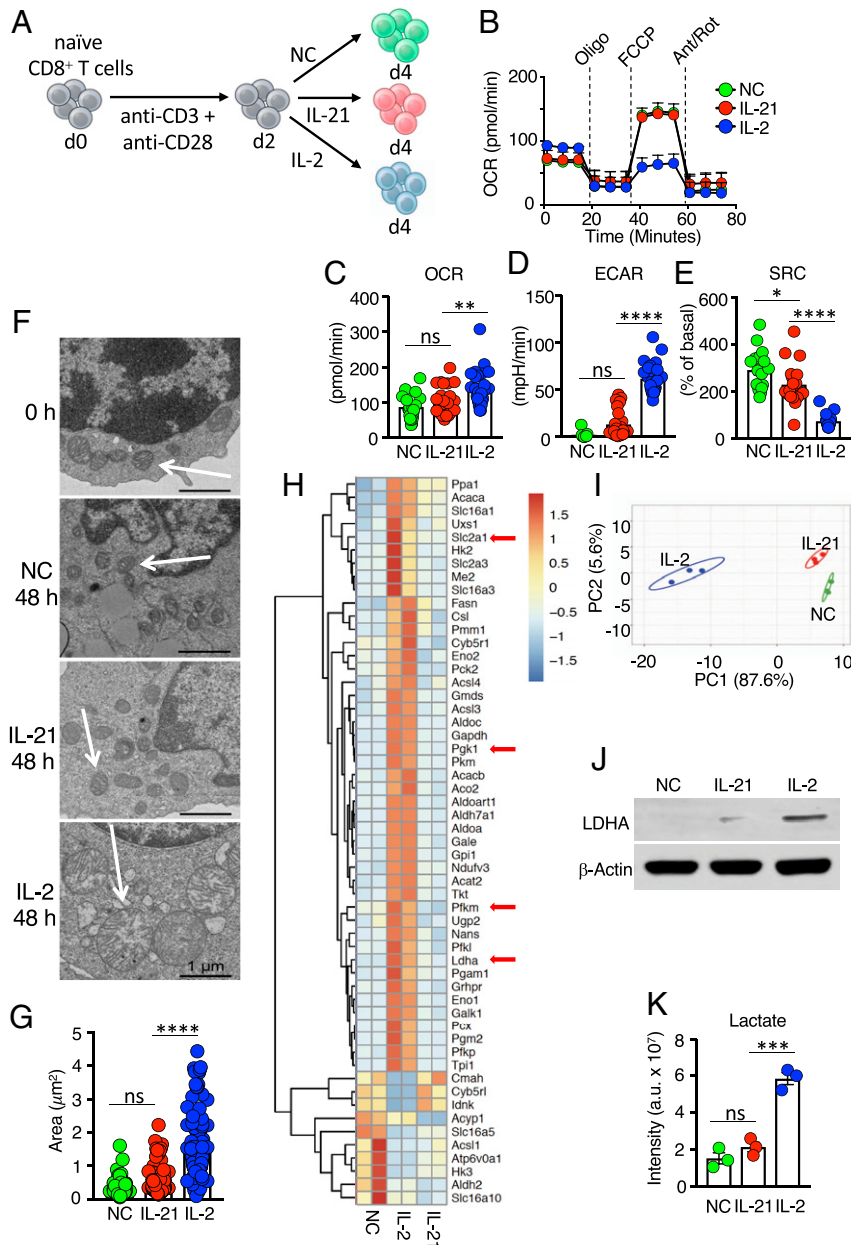 A
naïve
CD8⁺ T cells
d0
anti-CD3 +
anti-CD28
d2
NC
IL-21
IL-2
d4
d4
d4
B
Oligo
FCCP
Ant/Rot
OCR (pmol/min)
200
150
100
50
0
0 20 40 60 80
Time (Minutes)
NC
IL-21
IL-2
C
OCR
(pmol/min)
400
300
200
100
0
ns
**
NC IL-21 IL-2
D
ECAR
(mpH/min)
150
100
50
0
ns
****
NC IL-21 IL-2
E
SRC
(% of basal)
600
400
200
0
*
****
NC IL-21 IL-2
F
0 h
NC
48 h
IL-21
48 h
IL-2
48 h
1 µm
G
Area (µm²)
5
4
3
2
1
0
ns
****
NC IL-21 IL-2
H
Ppa1
Acaca
Slc16a1
Uxs1
Slc2a1
Hk2
Slc2a3
Me2
Slc16a3
Fasn
Csl
Pmm1
Cyb5r1
Eno2
Pck2
Acsl4
Gmds
Acsl3
Aldoc
Gapdh
Pgk1
Pkm
Acacb
Aco2
Aldoart1
Aldh7a1
Aldoa
Gale
Gpi1
Ndufv3
Acat2
Tkt
Pfkm
Ugp2
Nans
Pfkl
Ldha
Pgam1
Grhpr
Eno1
Galk1
Pcx
Pgm2
Pfkp
Tpi1
Cmah
Cyb5rl
Idnk
Acyp1
Slc16a5
Acsl1
Atp6v0a1
Hk3
Aldh2
Slc16a10
NC
IL-2
IL-21
1.5
1
0.5
0
−0.5
−1
−1.5
I
PC2 (5.6%)
10
5
0
-5
-10
IL-2
IL-21
NC
-20 -10 0 10
PC1 (87.6%)
J
NC IL-21 IL-2
LDHA
β-Actin
K
Lactate
Intensity (a.u. x 10⁷)
8
6
4
2
0
ns
***
NC IL-21 IL-2